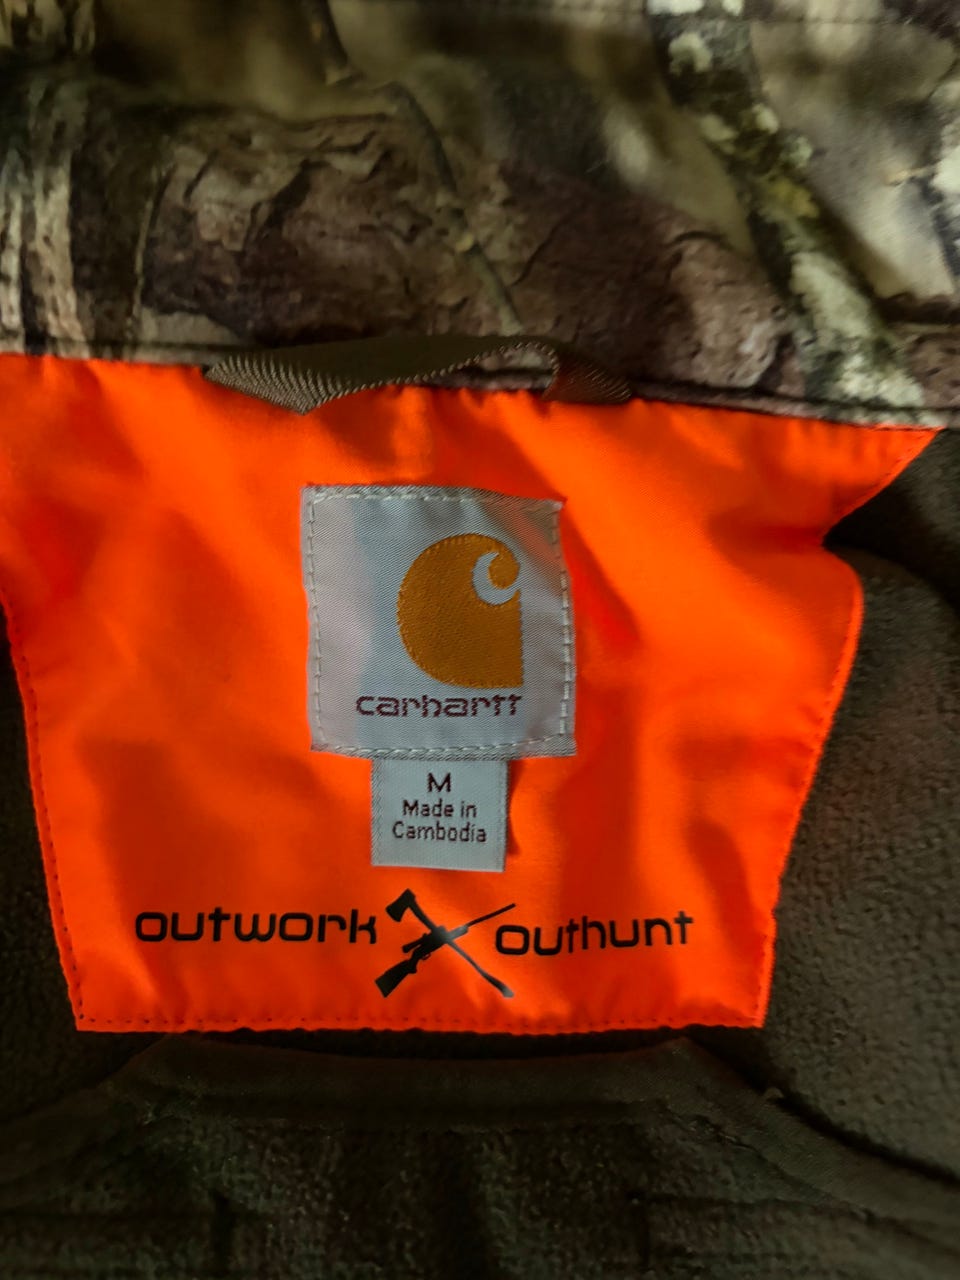 carhartt
M
Made in
Cambodia
outwork outhunt